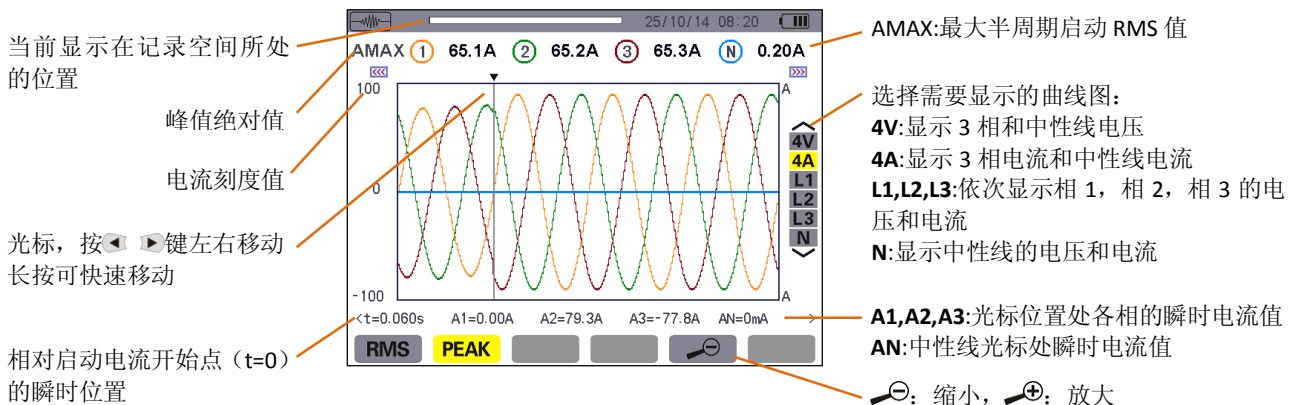 当前显示在记录空间所处
的位置
峰值绝对值
电流刻度值
光标，按 键左右移动
长按可快速移动
相对启动电流开始点（t=0）
的瞬时位置
25/10/14 08:20
AMAX 1 65.1A 2 65.2A 3 65.3A N 0.20A
100
A
0
-100
A
4V
4A
L1
L2
L3
N
<t=0.060s A1=0.00A A2=79.3A A3=-77.8A AN=0mA >
RMS PEAK
AMAX:最大半周期启动 RMS 值
选择需要显示的曲线图：
4V:显示 3 相和中性线电压
4A:显示 3 相电流和中性线电流
L1,L2,L3:依次显示相 1，相 2，相 3 的电
压和电流
N:显示中性线的电压和电流
A1,A2,A3:光标位置处各相的瞬时电流值
AN:中性线光标处瞬时电流值
：缩小， ：放大